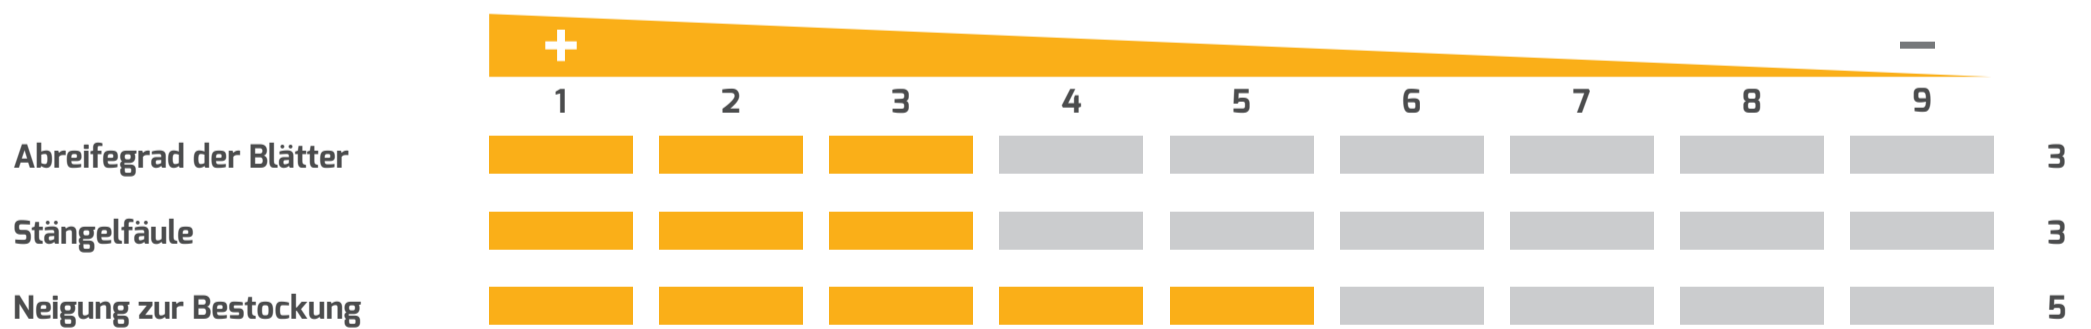 + −
1 2 3 4 5 6 7 8 9
Abreifegrad der Blätter 3
Stängelfäule 3
Neigung zur Bestockung 5